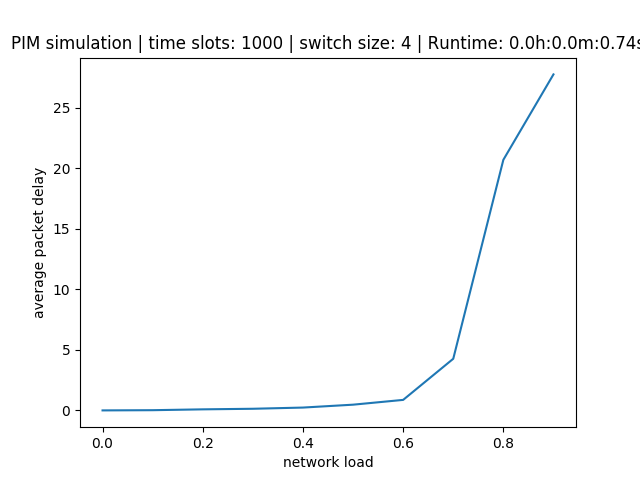 PIM simulation | time slots: 1000 | switch size: 4 | Runtime: 0.0h:0.0m:0.74s
25
20
15
10
5
0
average packet delay
0.0 0.2 0.4 0.6 0.8
network load